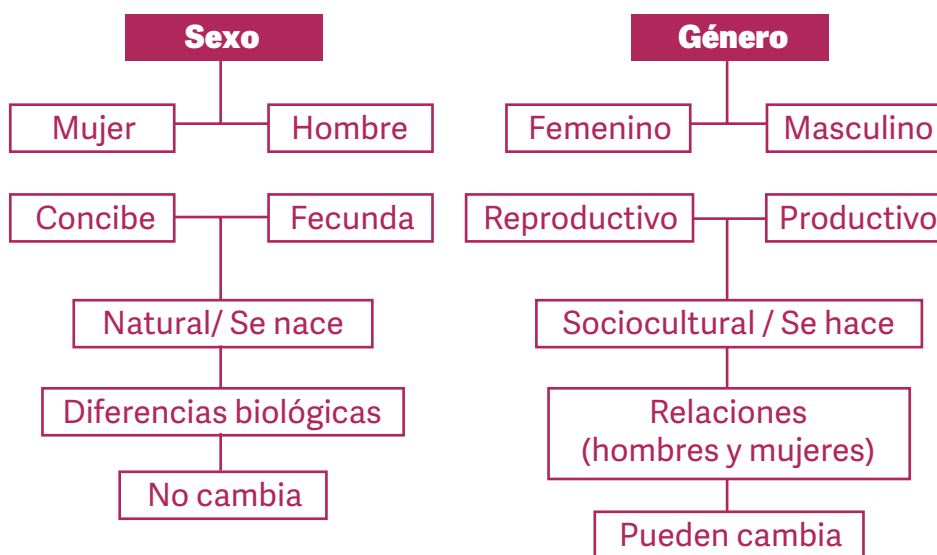 Sexo
Mujer
Hombre
Concibe
Fecunda
Natural/ Se nace
Diferencias biológicas
No cambia
Género
Femenino
Masculino
Reproductivo
Productivo
Sociocultural / Se hace
Relaciones
(hombres y mujeres)
Pueden cambia